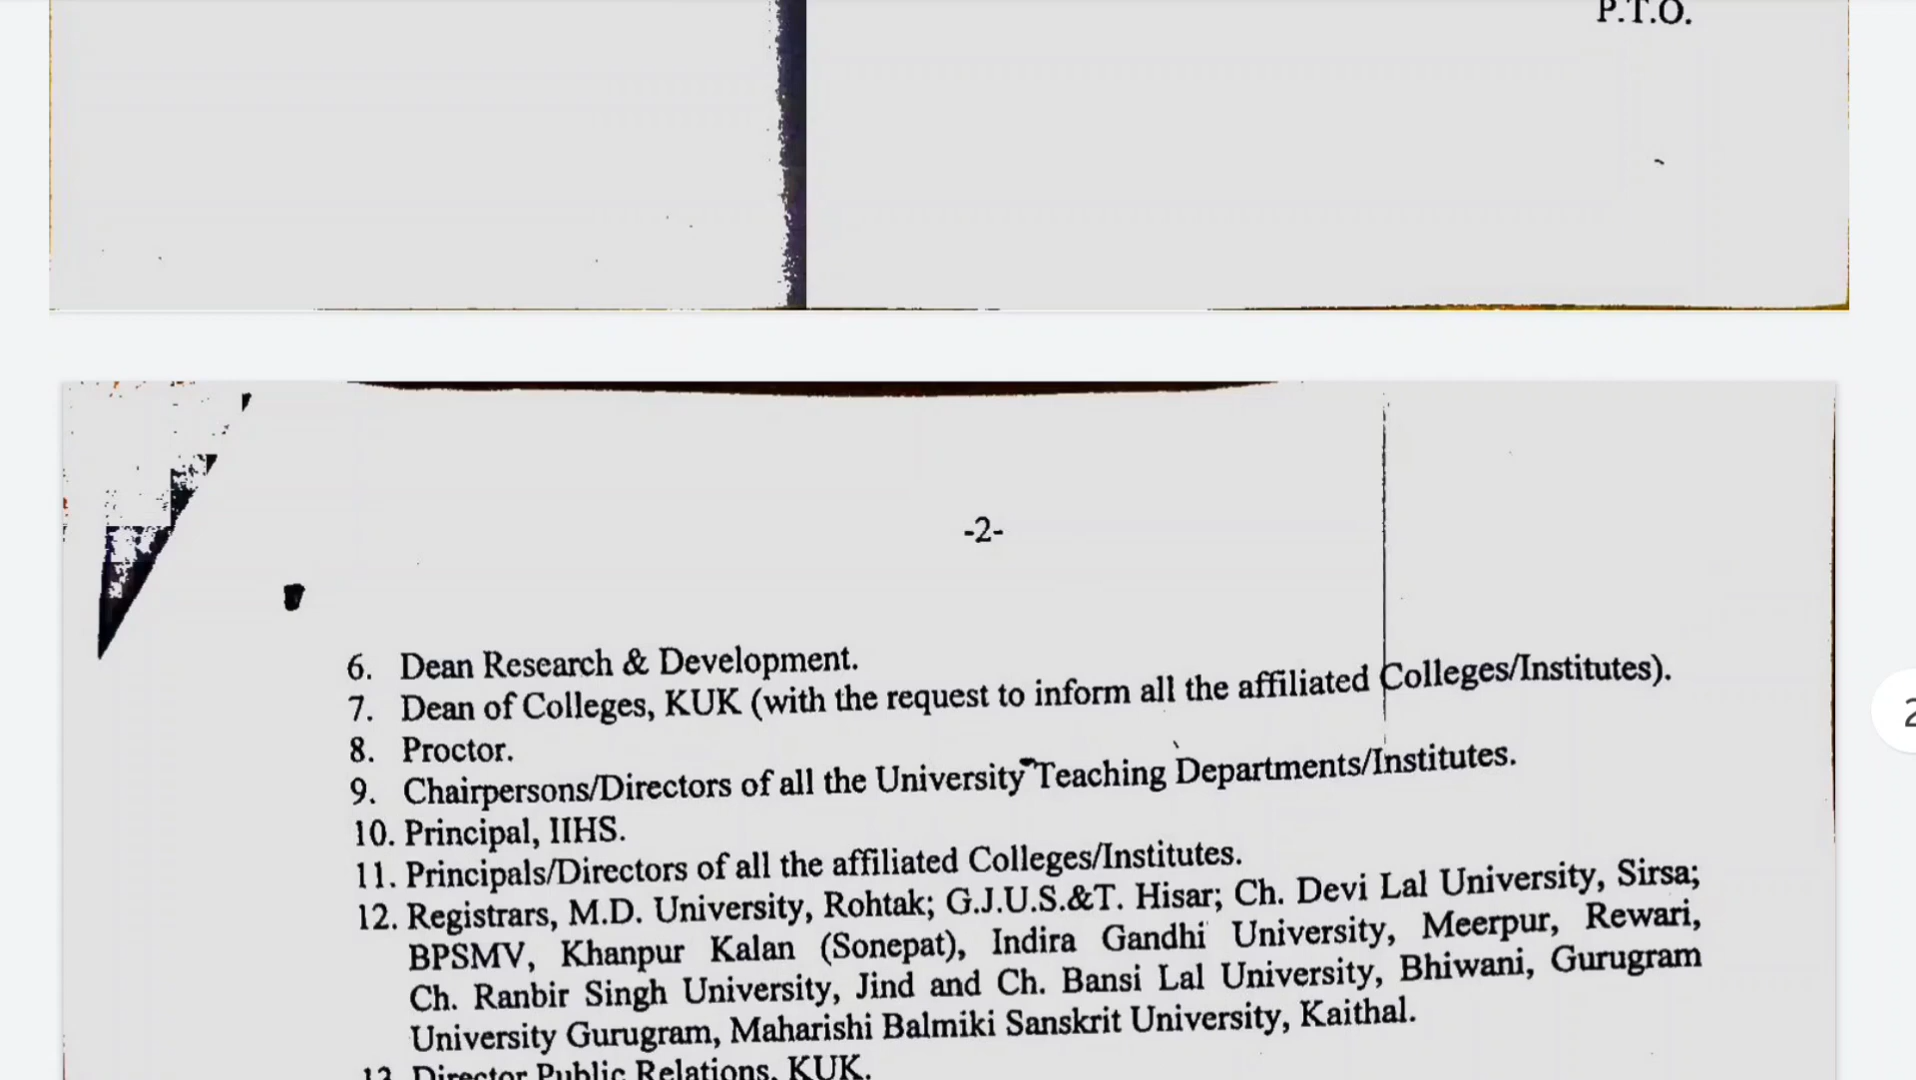 P.T.O.
-2-
6. Dean Research & Development.
7. Dean of Colleges, KUK (with the request to inform all the affiliated Colleges/Institutes).
8. Proctor.
9. Chairpersons/Directors of all the University Teaching Departments/Institutes.
10. Principal, IIHS.
11. Principals/Directors of all the affiliated Colleges/Institutes.
12. Registrars, M.D. University, Rohtak; G.J.U.S.&T. Hisar; Ch. Devi Lal University, Sirsa;
BPSMV, Khanpur Kalan (Sonepat), Indira Gandhi University, Meerpur, Rewari,
Ch. Ranbir Singh University, Jind and Ch. Bansi Lal University, Bhiwani, Gurugram
University Gurugram, Maharishi Balmiki Sanskrit University, Kaithal.
13. Director Public Relations, KUK.
2